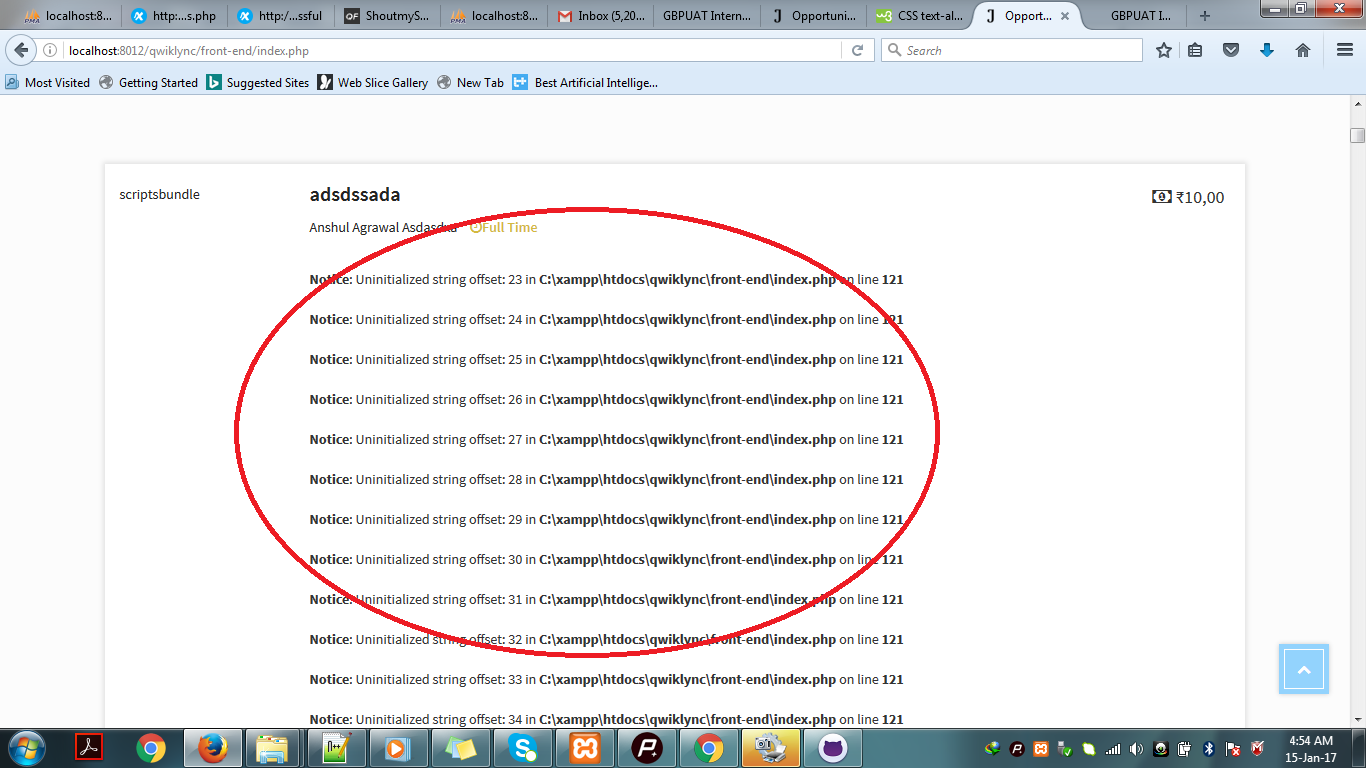 localhost:8...
http:...s.php
http:/...ssful
ShoutmyS...
localhost:8...
Inbox (5,20...
GBPUAT Intern...
Opportuni...
CSS text-al...
Opport...
GBPUAT I...
localhost:8012/qwiklync/front-end/index.php
Search
Most Visited
Getting Started
Suggested Sites
Web Slice Gallery
New Tab
Best Artificial Intellige...
scriptsbundle
adsdssada
₹10,00
Anshul Agrawal
Full Time
Notice: Uninitialized string offset: 23 in C:\xampp\htdocs\qwiklync\front-end\index.php on line 121
Notice: Uninitialized string offset: 24 in C:\xampp\htdocs\qwiklync\front-end\index.php on line 121
Notice: Uninitialized string offset: 25 in C:\xampp\htdocs\qwiklync\front-end\index.php on line 121
Notice: Uninitialized string offset: 26 in C:\xampp\htdocs\qwiklync\front-end\index.php on line 121
Notice: Uninitialized string offset: 27 in C:\xampp\htdocs\qwiklync\front-end\index.php on line 121
Notice: Uninitialized string offset: 28 in C:\xampp\htdocs\qwiklync\front-end\index.php on line 121
Notice: Uninitialized string offset: 29 in C:\xampp\htdocs\qwiklync\front-end\index.php on line 121
Notice: Uninitialized string offset: 30 in C:\xampp\htdocs\qwiklync\front-end\index.php on line 121
Notice: Uninitialized string offset: 31 in C:\xampp\htdocs\qwiklync\front-end\index.php on line 121
Notice: Uninitialized string offset: 32 in C:\xampp\htdocs\qwiklync\front-end\index.php on line 121
Notice: Uninitialized string offset: 33 in C:\xampp\htdocs\qwiklync\front-end\index.php on line 121
Notice: Uninitialized string offset: 34 in C:\xampp\htdocs\qwiklync\front-end\index.php on line 121
4:54 AM
15-Jan-17